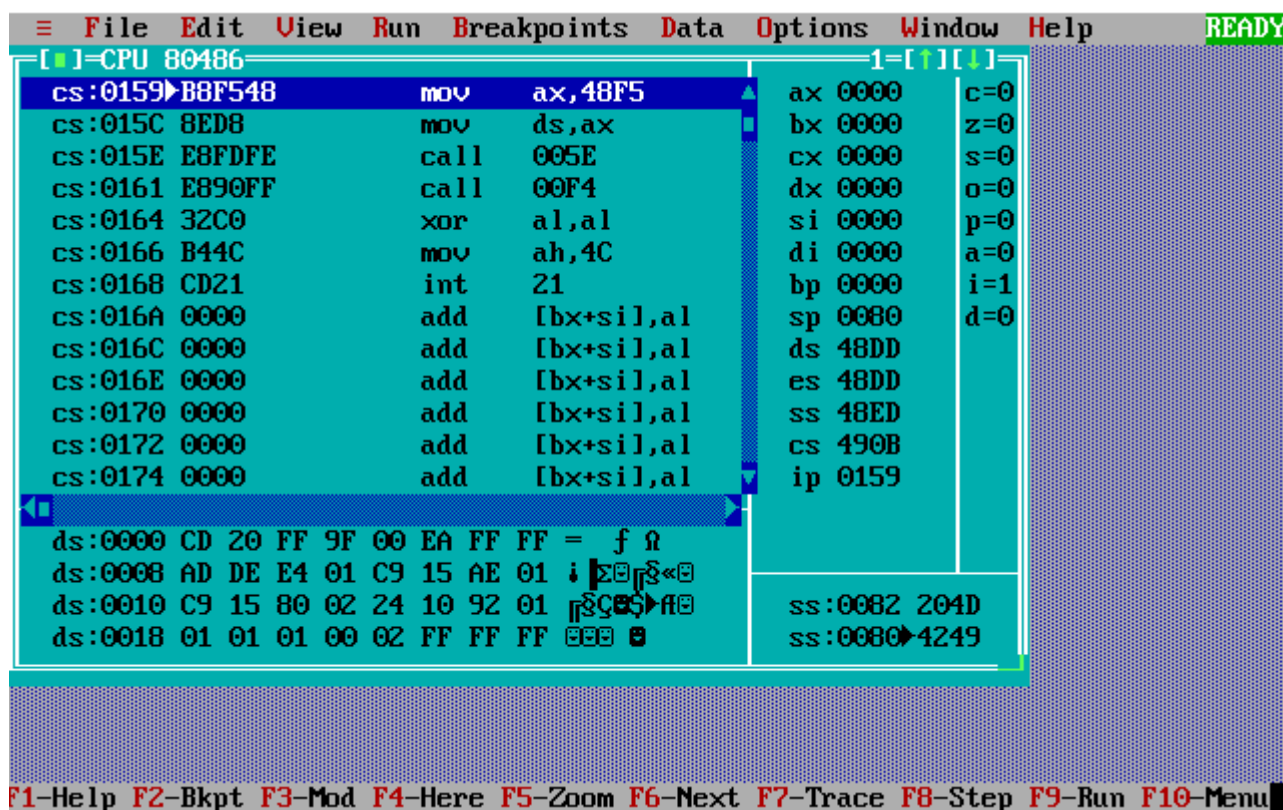 ≡ File Edit View Run Breakpoints Data Options Window Help READY
[■]=CPU 80486 1=[↑][↓]
cs:0159►B8F548 mov ax,48F5 ax 0000 c=0
cs:015C 8ED8 mov ds,ax bx 0000 z=0
cs:015E E8FDFE call 005E cx 0000 s=0
cs:0161 E890FF call 00F4 dx 0000 o=0
cs:0164 32C0 xor al,al si 0000 p=0
cs:0166 B44C mov ah,4C di 0000 a=0
cs:0168 CD21 int 21 bp 0000 i=1
cs:016A 0000 add [bx+si],al sp 0080 d=0
cs:016C 0000 add [bx+si],al ds 48DD
cs:016E 0000 add [bx+si],al es 48DD
cs:0170 0000 add [bx+si],al ss 48ED
cs:0172 0000 add [bx+si],al cs 490B
cs:0174 0000 add [bx+si],al ip 0159
ds:0000 CD 20 FF 9F 00 EA FF FF = ƒ Ω
ds:0008 AD DE E4 01 C9 15 AE 01 ¡▐Σ☺╔§«☺
ds:0010 C9 15 80 02 24 10 92 01 ╔§Ç☻$►Æ☺ ss:0082 204D
ds:0018 01 01 01 00 02 FF FF FF ☺☺☺ ☻ ss:0080►4249
F1-Help F2-Bkpt F3-Mod F4-Here F5-Zoom F6-Next F7-Trace F8-Step F9-Run F10-Menu